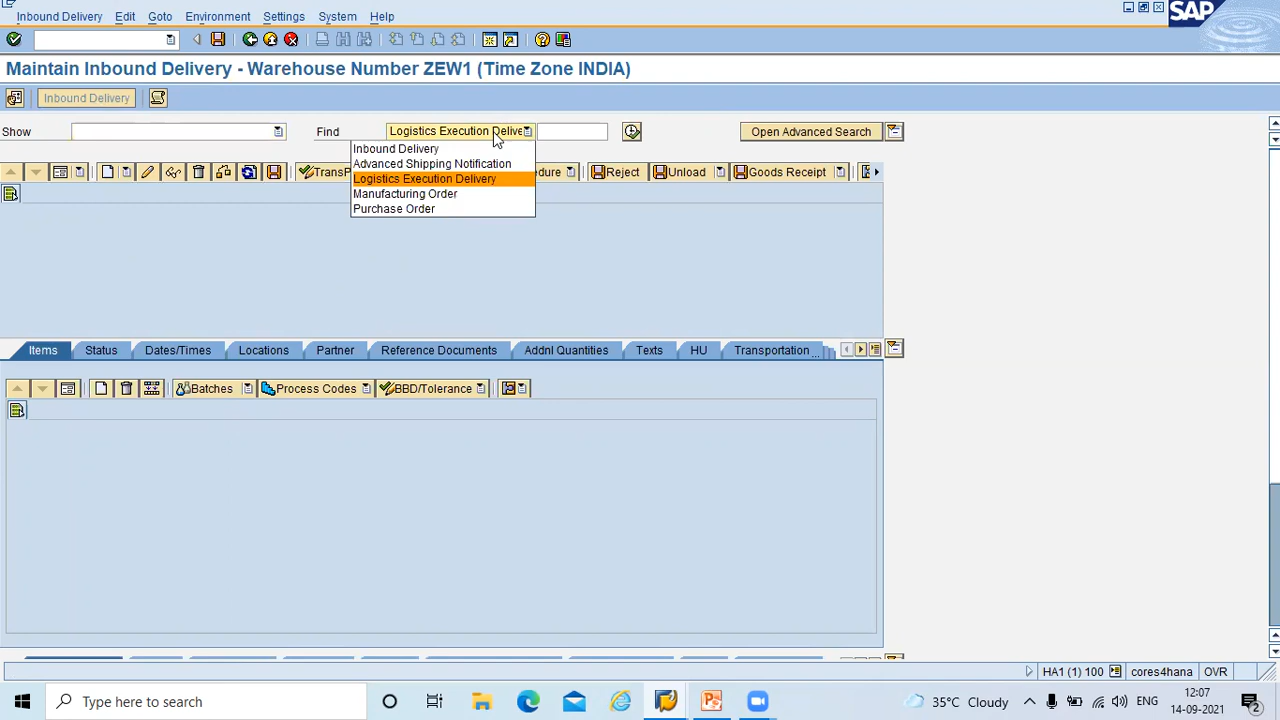 Inbound Delivery Edit Goto Environment Settings System Help
SAP
Maintain Inbound Delivery - Warehouse Number ZEW1 (Time Zone INDIA)
Inbound Delivery
Show Find Logistics Execution Delive Open Advanced Search
Inbound Delivery
Advanced Shipping Notification
Logistics Execution Delivery
Manufacturing Order
Purchase Order
Reject Unload Goods Receipt
Items Status Dates/Times Locations Partner Reference Documents Addnl Quantities Texts HU Transportation ...
Batches Process Codes BBD/Tolerance
HA1 (1) 100 cores4hana OVR
Type here to search 35°C Cloudy ENG 12:07
14-09-2021 2